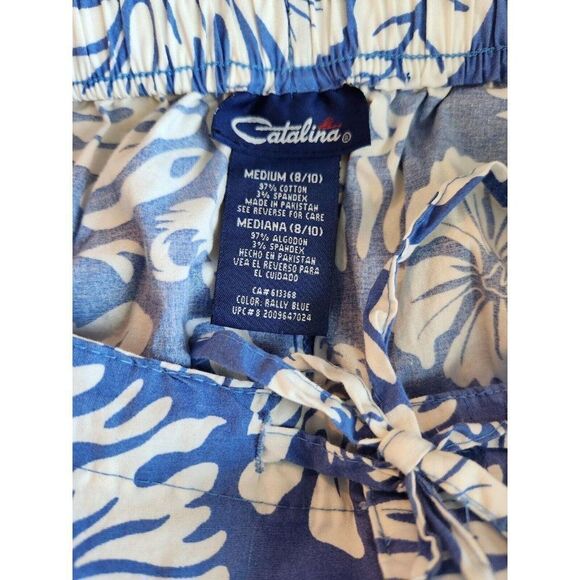 Catalina®
MEDIUM (8/10)
97% COTTON
3% SPANDEX
MADE IN PAKISTAN
SEE REVERSE FOR CARE
MEDIANA (8/10)
97% ALGODON
3% SPANDEX
HECHO EN PAKISTAN
VEA EL REVERSO PARA
EL CUIDADO
CA# 613368
COLOR: RALLY BLUE
UPC# 8 2009647024